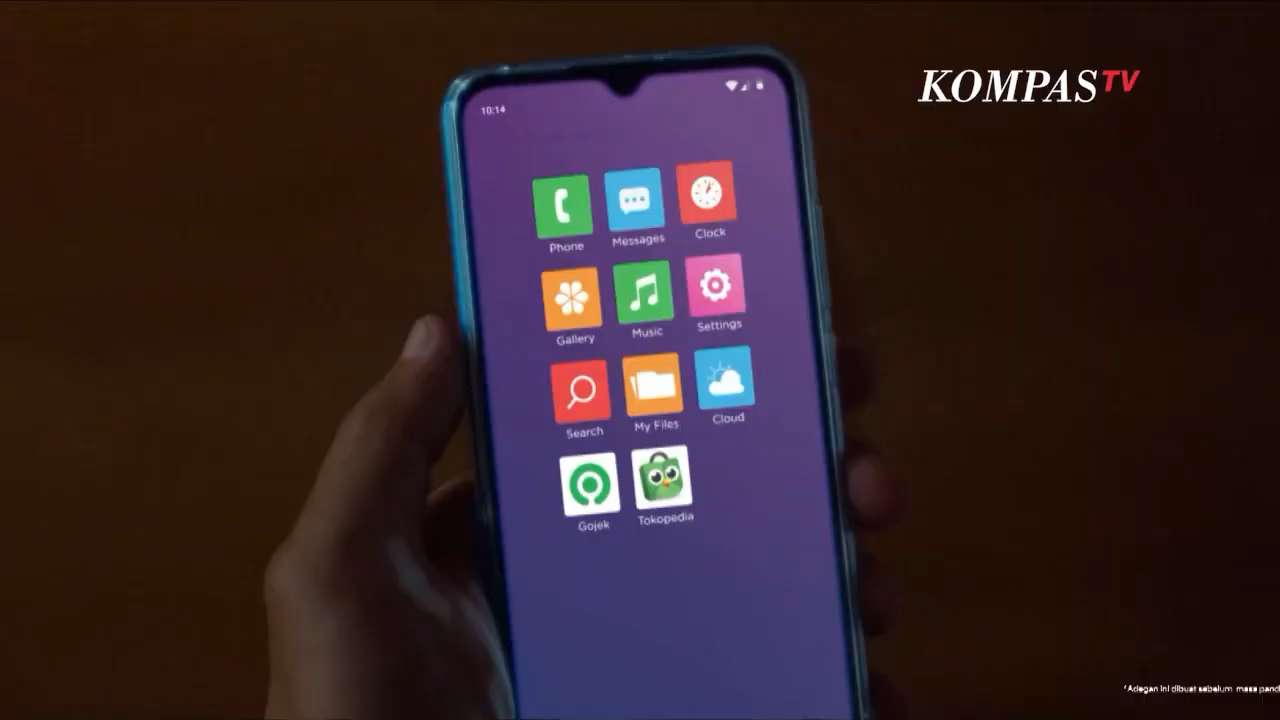 KOMPASTV
10:14
Phone
Messages
Clock
Gallery
Music
Settings
Search
My Files
Cloud
Gojek
Tokopedia
*Adegan ini dibuat sebelum masa pand